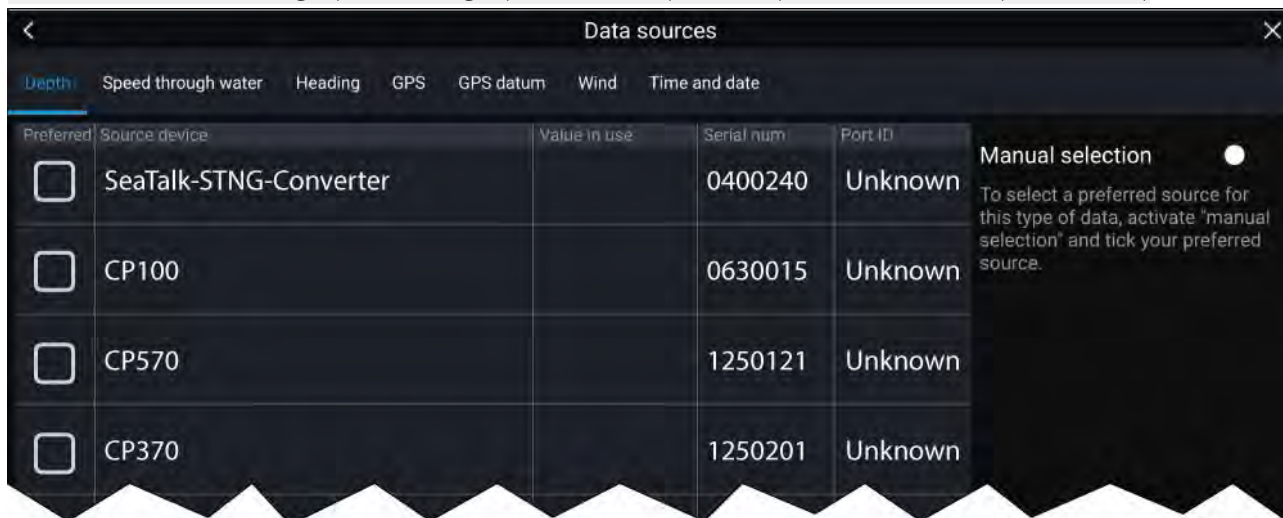 Data sources
Depth Speed through water Heading GPS GPS datum Wind Time and date
Preferred Source device Value in use Serial num Port ID
SeaTalk-STNG-Converter 0400240 Unknown
CP100 0630015 Unknown
CP570 1250121 Unknown
CP370 1250201 Unknown
Manual selection
To select a preferred source for
this type of data, activate "manual
selection" and tick your preferred
source.